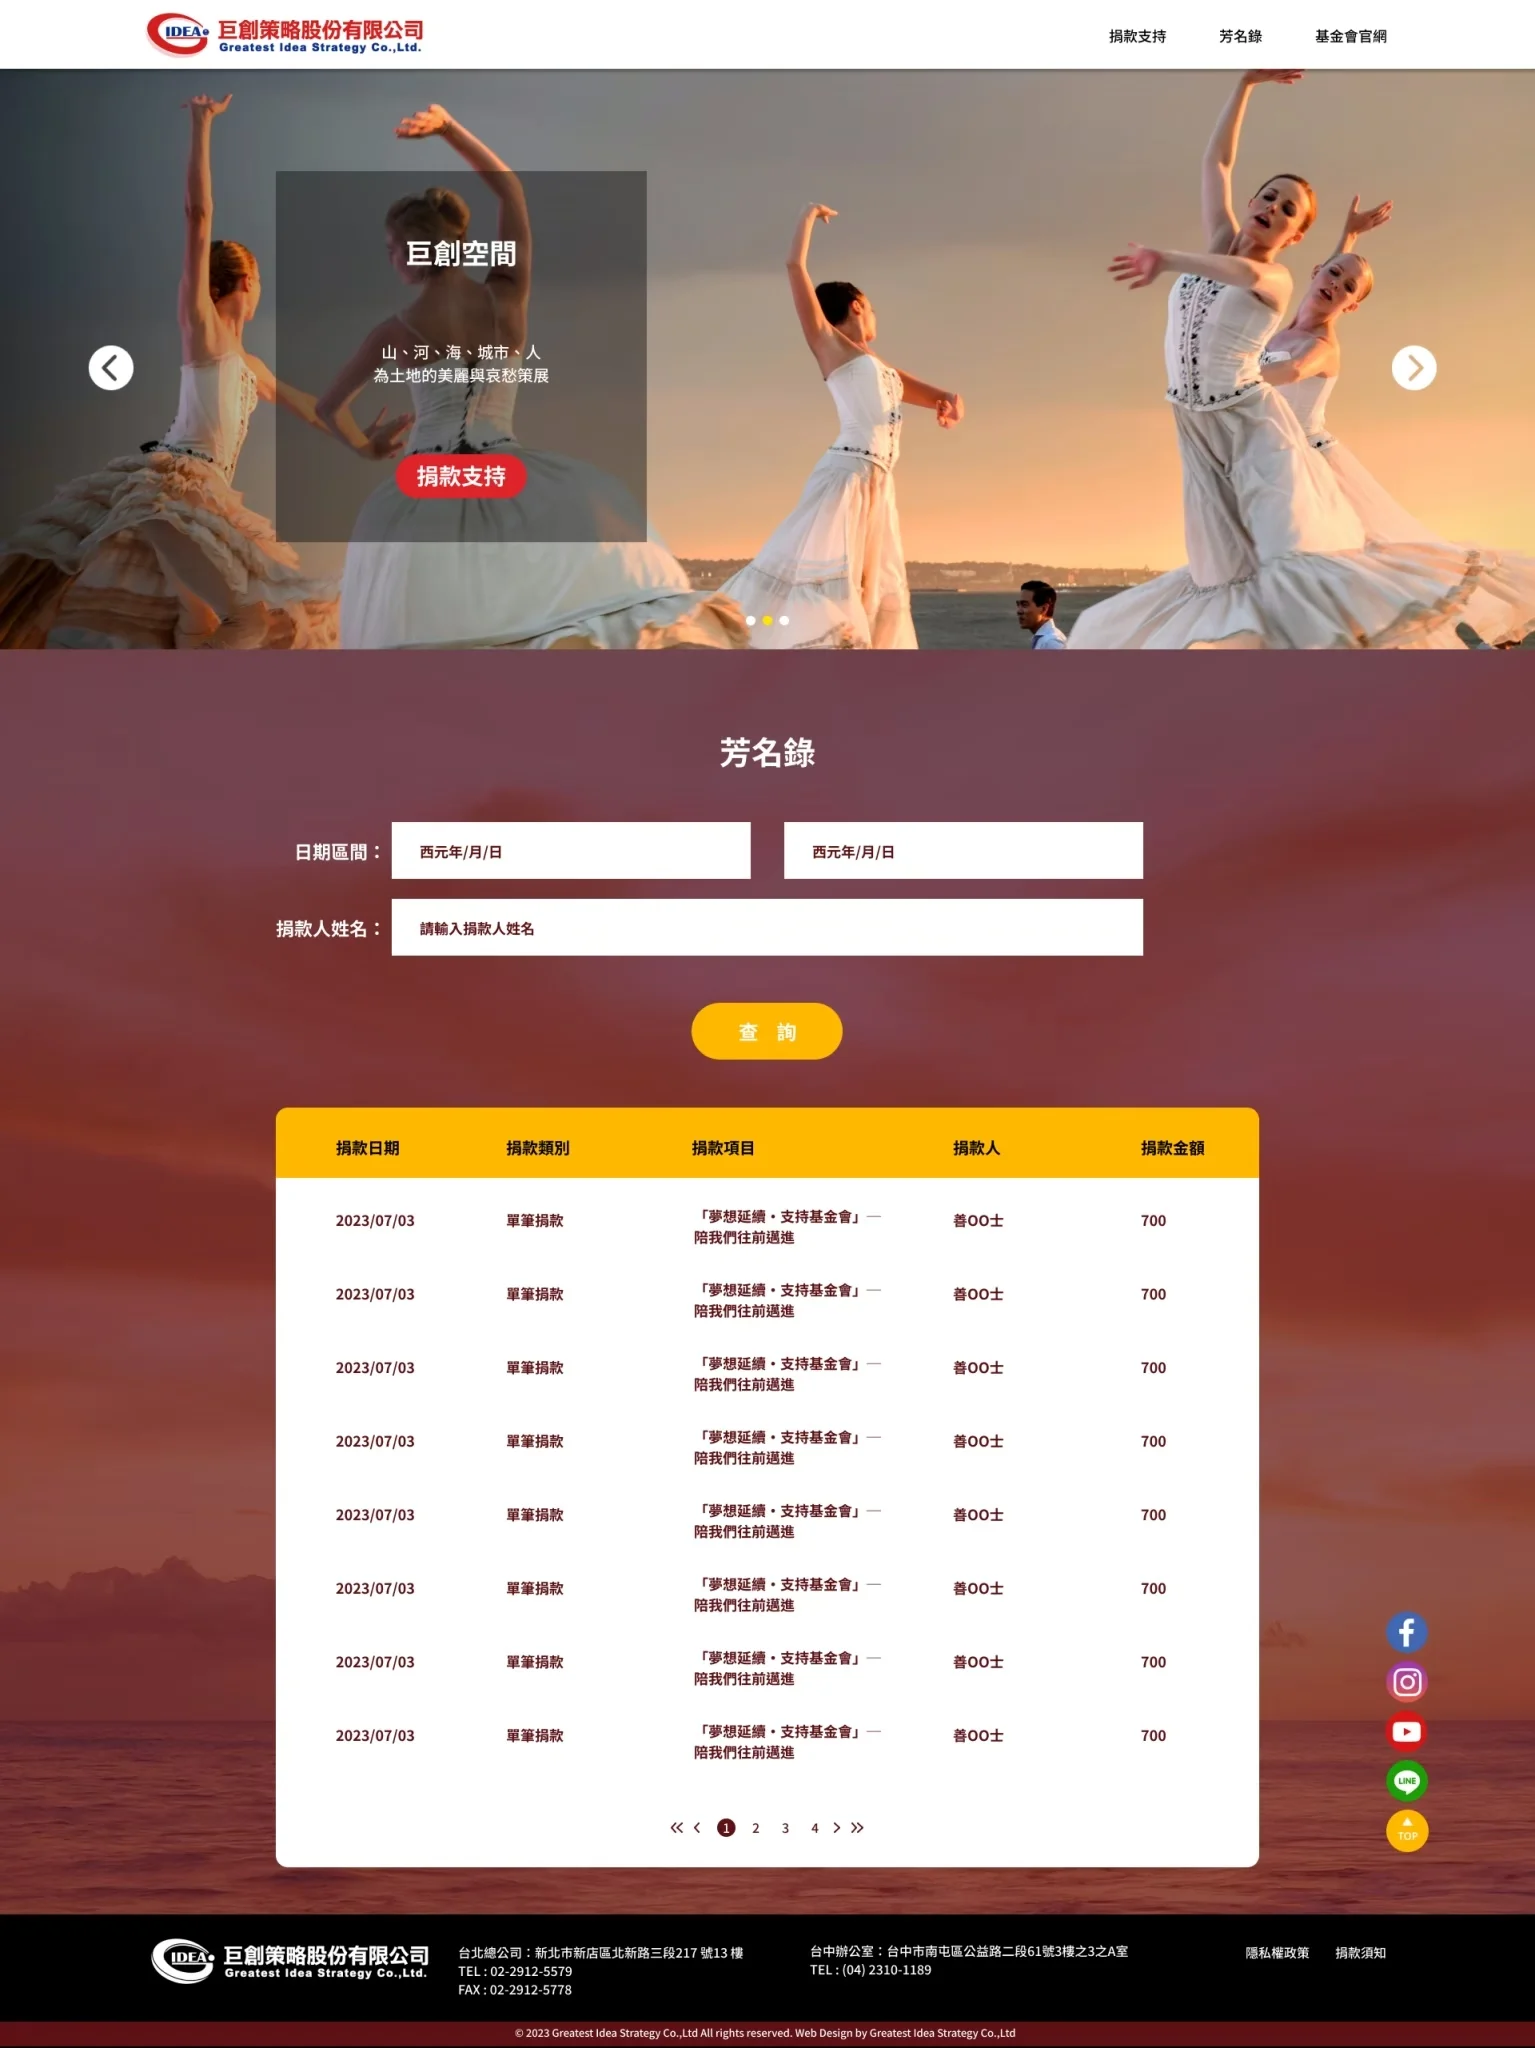 IDEA 巨創策略股份有限公司
Greatest Idea Strategy Co.,Ltd.
捐款支持 芳名錄 基金會官網
巨創空間
山、河、海、城市、人
為土地的美麗與哀愁策展
捐款支持
芳名錄
日期區間： 西元年/月/日 西元年/月/日
捐款人姓名： 請輸入捐款人姓名
查 詢
捐款日期 捐款類別 捐款項目 捐款人 捐款金額
2023/07/03 單筆捐款 「夢想延續・支持基金會」—
陪我們往前邁進 善OO士 700
2023/07/03 單筆捐款 「夢想延續・支持基金會」—
陪我們往前邁進 善OO士 700
2023/07/03 單筆捐款 「夢想延續・支持基金會」—
陪我們往前邁進 善OO士 700
2023/07/03 單筆捐款 「夢想延續・支持基金會」—
陪我們往前邁進 善OO士 700
2023/07/03 單筆捐款 「夢想延續・支持基金會」—
陪我們往前邁進 善OO士 700
2023/07/03 單筆捐款 「夢想延續・支持基金會」—
陪我們往前邁進 善OO士 700
2023/07/03 單筆捐款 「夢想延續・支持基金會」—
陪我們往前邁進 善OO士 700
2023/07/03 單筆捐款 「夢想延續・支持基金會」—
陪我們往前邁進 善OO士 700
1 2 3 4
LINE
TOP
IDEA 巨創策略股份有限公司
Greatest Idea Strategy Co.,Ltd.
台北總公司：新北市新店區北新路三段217 號13 樓
TEL : 02-2912-5579
FAX : 02-2912-5778
台中辦公室：台中市南屯區公益路二段61號3樓之3之A室
TEL : (04) 2310-1189
隱私權政策 捐款須知
© 2023 Greatest Idea Strategy Co.,Ltd All rights reserved. Web Design by Greatest Idea Strategy Co.,Ltd